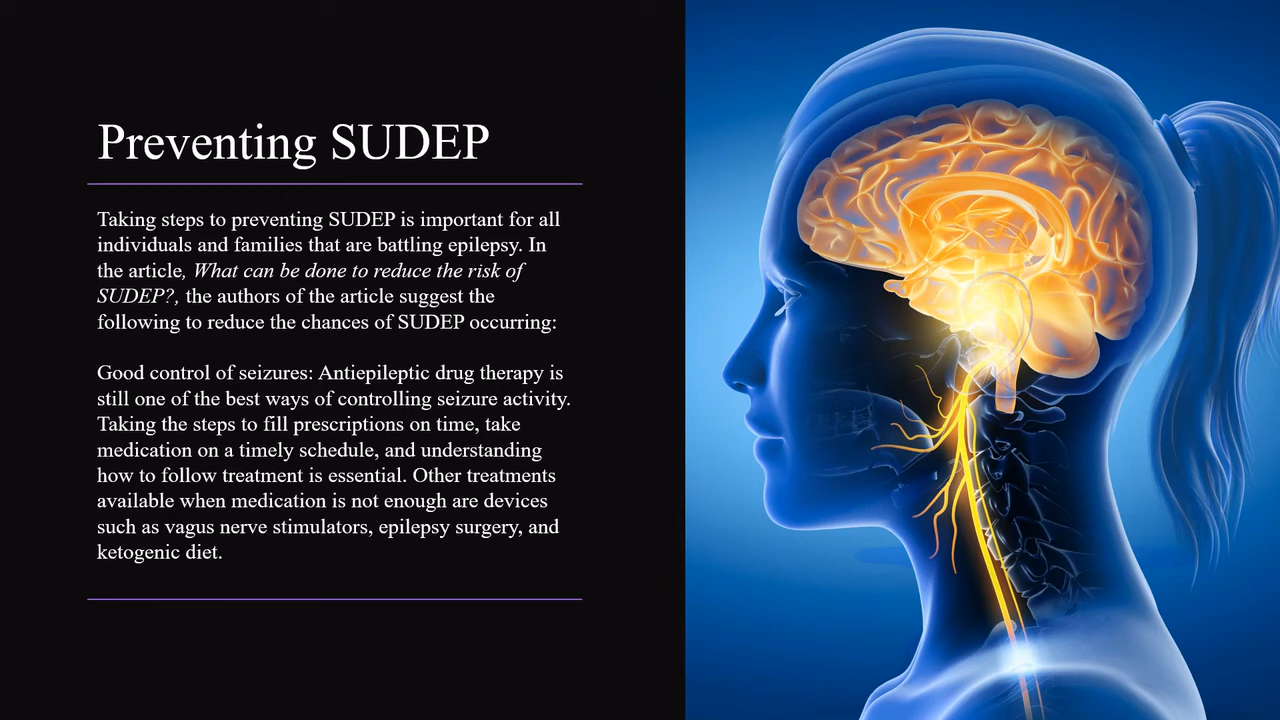 Preventing SUDEP
Taking steps to preventing SUDEP is important for all
individuals and families that are battling epilepsy. In
the article, What can be done to reduce the risk of
SUDEP?, the authors of the article suggest the
following to reduce the chances of SUDEP occurring:
Good control of seizures: Antiepileptic drug therapy is
still one of the best ways of controlling seizure activity.
Taking the steps to fill prescriptions on time, take
medication on a timely schedule, and understanding
how to follow treatment is essential. Other treatments
available when medication is not enough are devices
such as vagus nerve stimulators, epilepsy surgery, and
ketogenic diet.